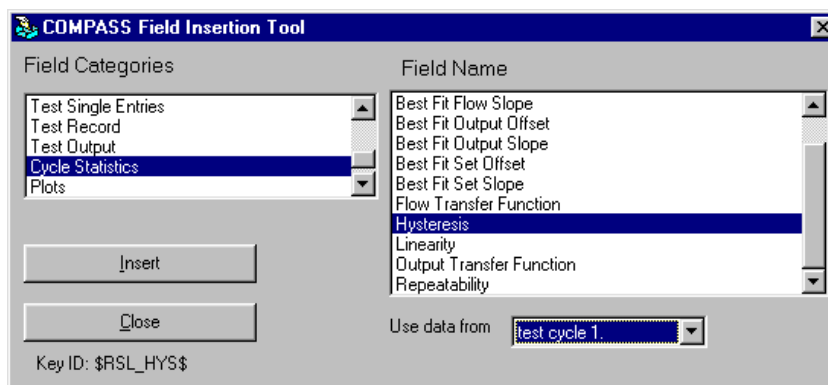 COMPASS Field Insertion Tool
Field Categories
Test Single Entries
Test Record
Test Output
Cycle Statistics
Plots
Insert
Close
Key ID: $RSL_HYS$
Field Name
Best Fit Flow Slope
Best Fit Output Offset
Best Fit Output Slope
Best Fit Set Offset
Best Fit Set Slope
Flow Transfer Function
Hysteresis
Linearity
Output Transfer Function
Repeatability
Use data from test cycle 1.